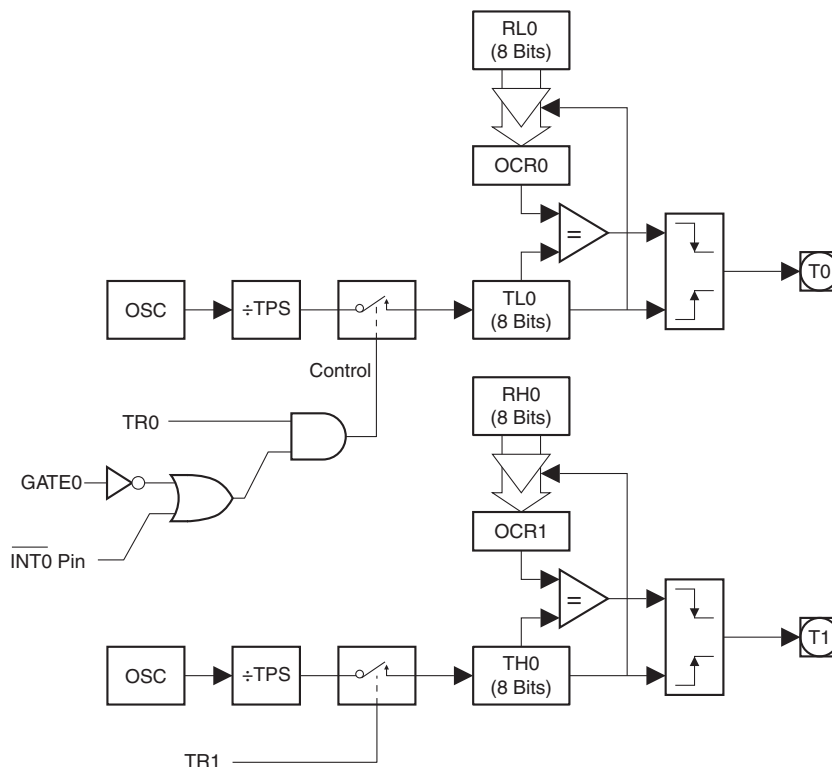 RL0
(8 Bits)
OCR0
=
OSC
÷TPS
TL0
(8 Bits)
T0
Control
TR0
GATE0
INT0 Pin
RH0
(8 Bits)
OCR1
=
OSC
÷TPS
TH0
(8 Bits)
T1
TR1